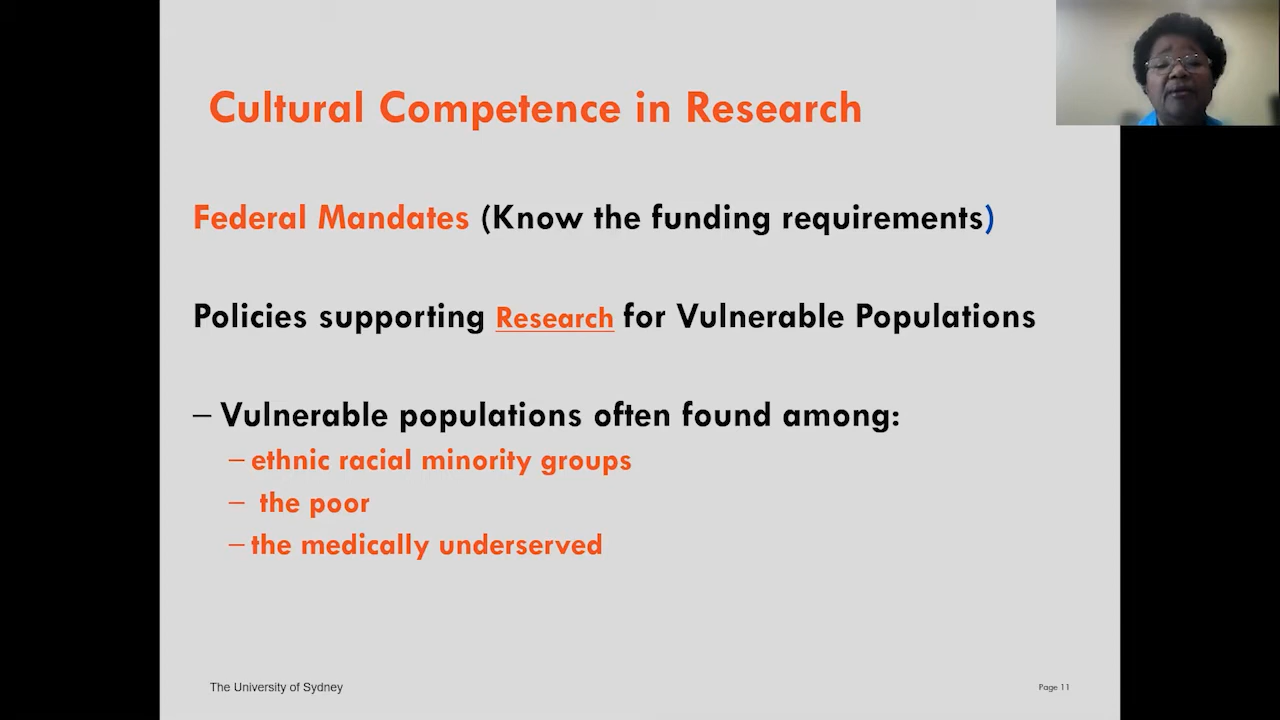 Cultural Competence in Research
Federal Mandates (Know the funding requirements)
Policies supporting Research for Vulnerable Populations
– Vulnerable populations often found among:
– ethnic racial minority groups
– the poor
– the medically underserved
The University of Sydney
Page 11